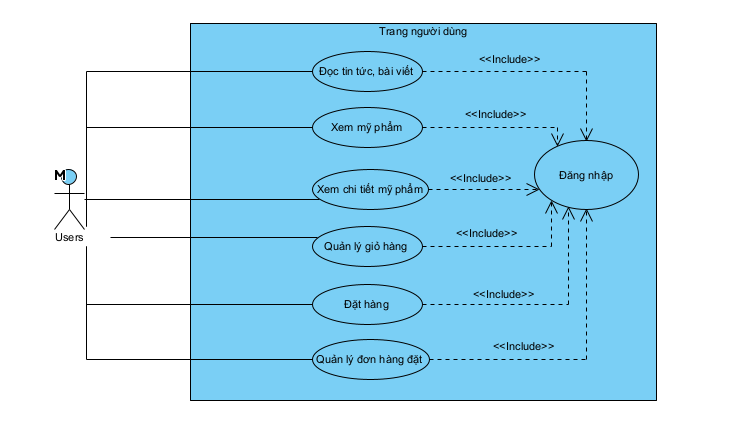 Trang người dùng
Đọc tin tức, bài viết
<<Include>>
Xem mỹ phẩm
<<Include>>
Đăng nhập
M
Xem chi tiết mỹ phẩm
<<Include>>
Users
Quản lý giỏ hàng
<<Include>>
Đặt hàng
<<Include>>
Quản lý đơn hàng đặt
<<Include>>